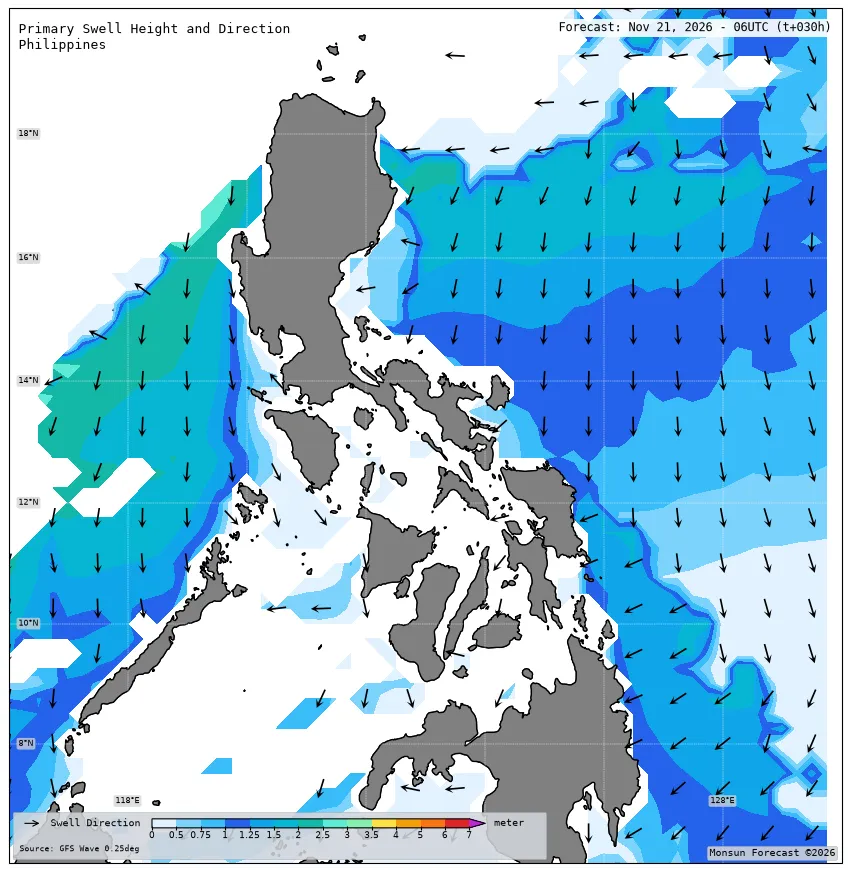 Primary Swell Height and Direction
Philippines
Forecast: Nov 21, 2026 - 06UTC (t+030h)
18°N
16°N
14°N
12°N
10°N
8°N
118°E
128°E
Swell Direction
0 0.5 0.75 1 1.25 1.5 2 2.5 3 3.5 4 5 6 7
meter
Source: GFS Wave 0.25deg
Monsun Forecast ©2026